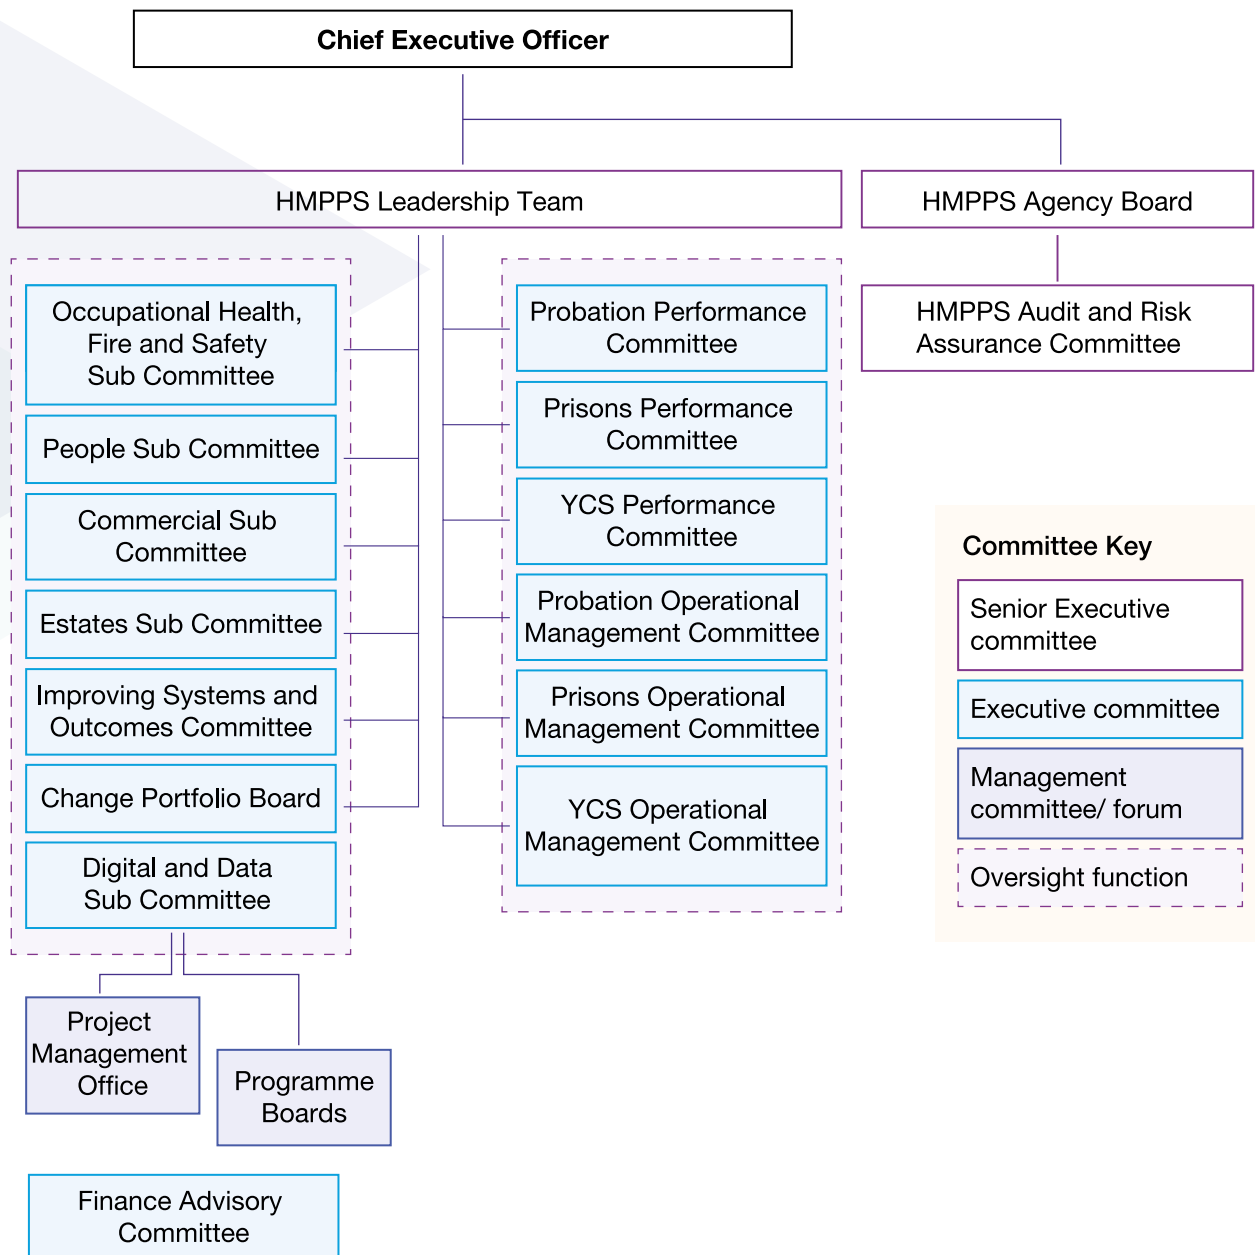 Chief Executive Officer
HMPPS Leadership Team
HMPPS Agency Board
Occupational Health,
Fire and Safety
Sub Committee
People Sub Committee
Commercial Sub
Committee
Estates Sub Committee
Improving Systems and
Outcomes Committee
Change Portfolio Board
Digital and Data
Sub Committee
Project
Management
Office
Programme
Boards
Finance Advisory
Committee
Probation Performance
Committee
Prisons Performance
Committee
YCS Performance
Committee
Probation Operational
Management Committee
Prisons Operational
Management Committee
YCS Operational
Management Committee
HMPPS Audit and Risk
Assurance Committee
Committee Key
Senior Executive
committee
Executive committee
Management
committee/ forum
Oversight function